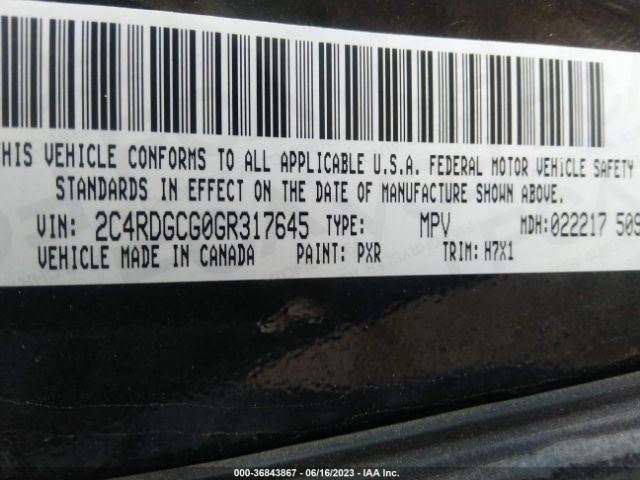 THIS VEHICLE CONFORMS TO ALL APPLICABLE U.S.A. FEDERAL MOTOR VEHICLE SAFETY
STANDARDS IN EFFECT ON THE DATE OF MANUFACTURE SHOWN ABOVE.
VIN: 2C4RDGCG0GR317645 TYPE: MPV MDH:022217 509
VEHICLE MADE IN CANADA PAINT: PXR TRIM: H7X1
000-36843867 - 06/16/2023 - IAA Inc.